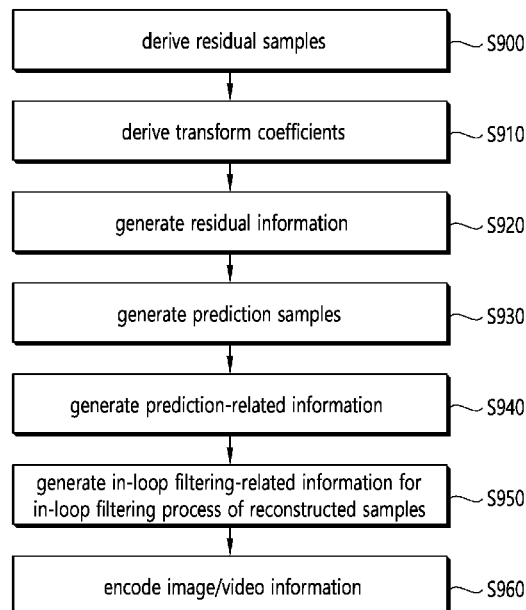 derive residual samples
S900
derive transform coefficients
S910
generate residual information
S920
generate prediction samples
S930
generate prediction-related information
S940
generate in-loop filtering-related information for
in-loop filtering process of reconstructed samples
S950
encode image/video information
S960